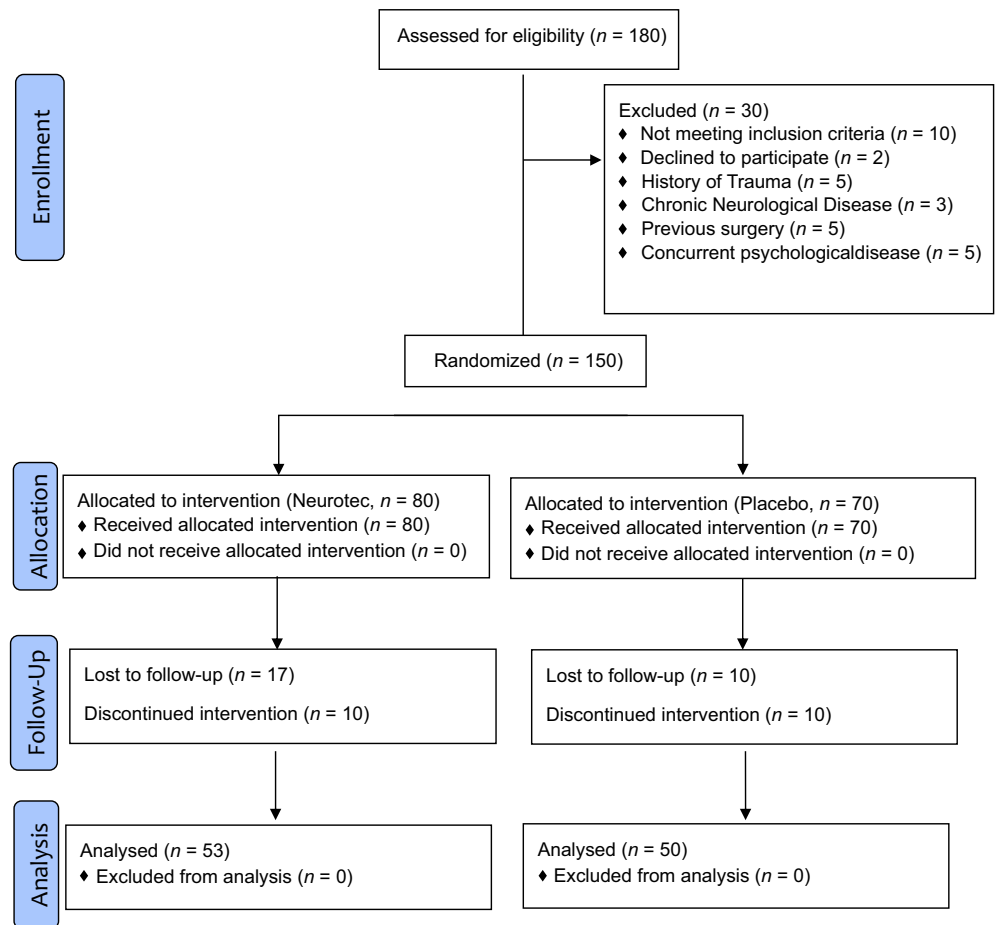 Assessed for eligibility (n = 180)
Enrollment
Excluded (n = 30)
♦ Not meeting inclusion criteria (n = 10)
♦ Declined to participate (n = 2)
♦ History of Trauma (n = 5)
♦ Chronic Neurological Disease (n = 3)
♦ Previous surgery (n = 5)
♦ Concurrent psychologicaldisease (n = 5)
Randomized (n = 150)
Allocation
Allocated to intervention (Neurotec, n = 80)
♦ Received allocated intervention (n = 80)
♦ Did not receive allocated intervention (n = 0)
Allocated to intervention (Placebo, n = 70)
♦ Received allocated intervention (n = 70)
♦ Did not receive allocated intervention (n = 0)
Follow-Up
Lost to follow-up (n = 17)
Discontinued intervention (n = 10)
Lost to follow-up (n = 10)
Discontinued intervention (n = 10)
Analysis
Analysed (n = 53)
♦ Excluded from analysis (n = 0)
Analysed (n = 50)
♦ Excluded from analysis (n = 0)